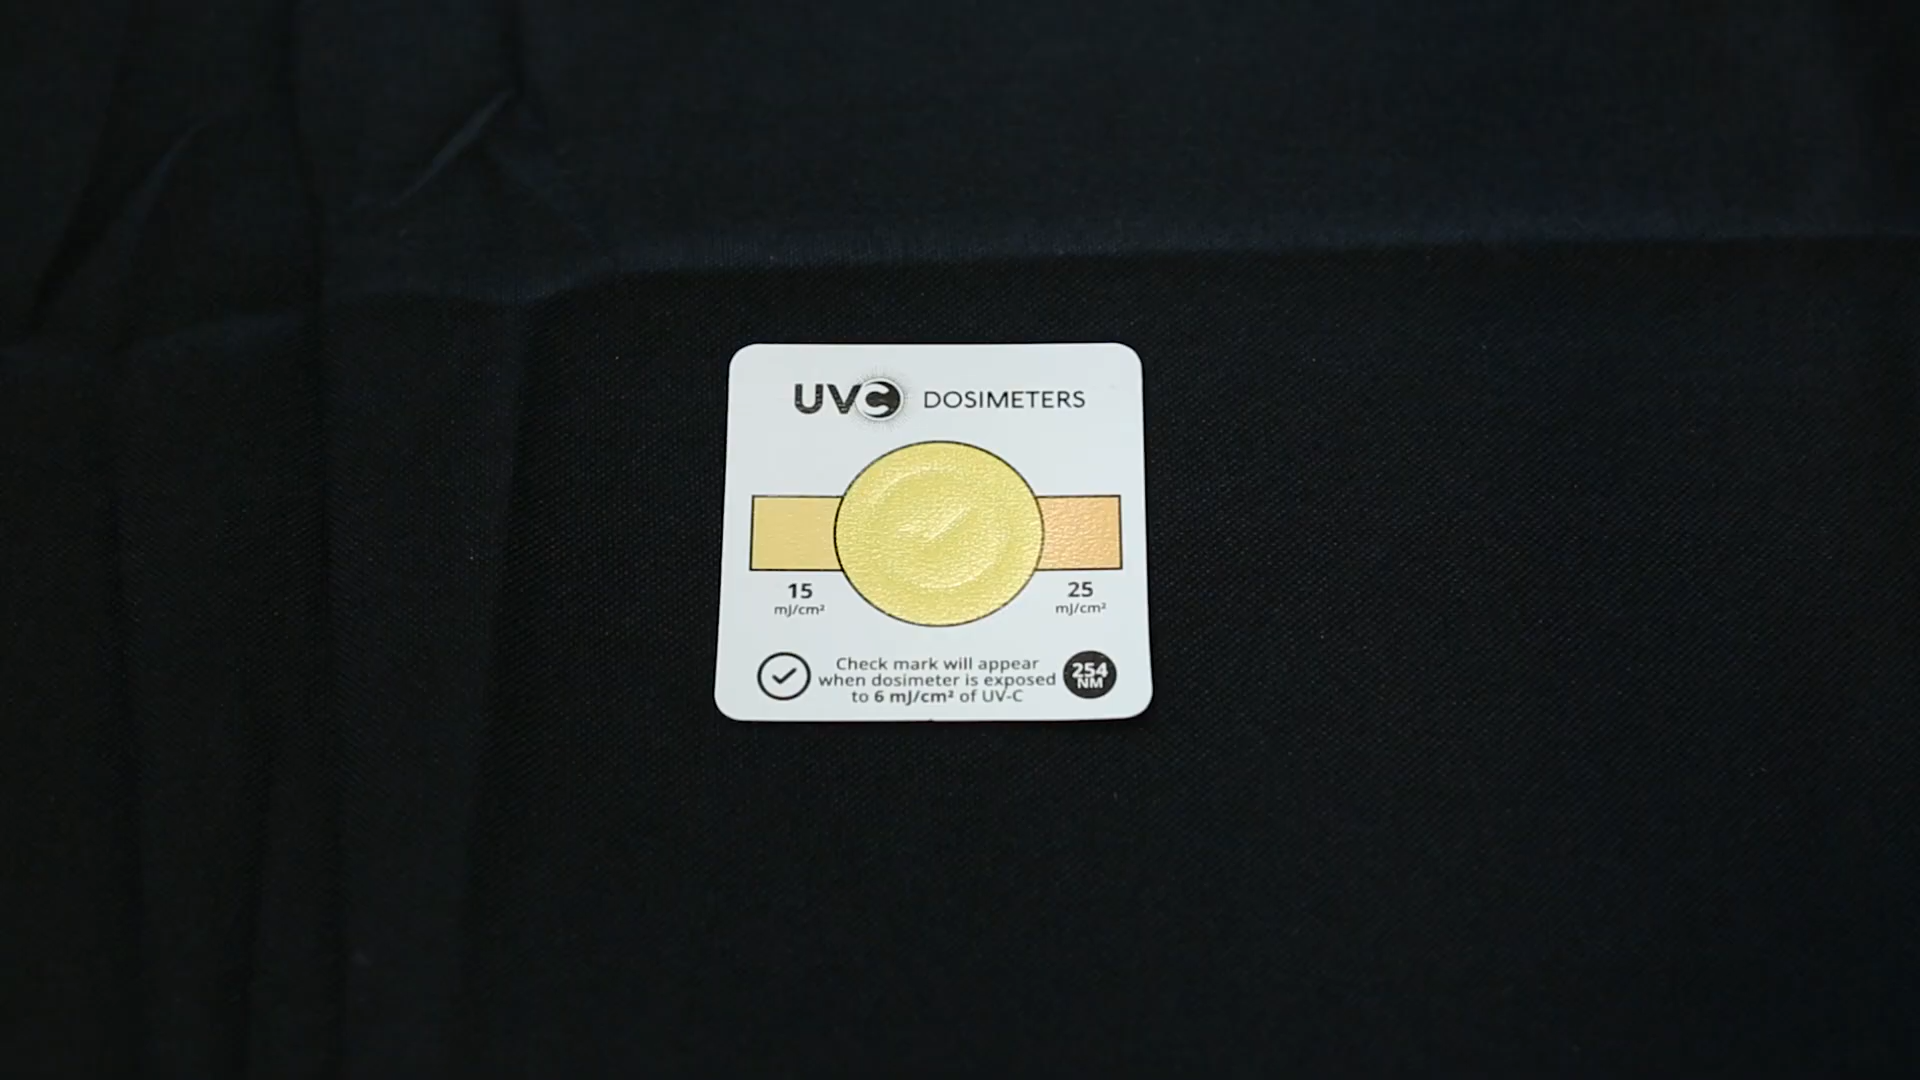 UVC DOSIMETERS
15
mJ/cm²
25
mJ/cm²
Check mark will appear
when dosimeter is exposed
to 6 mJ/cm² of UV-C
254
NM